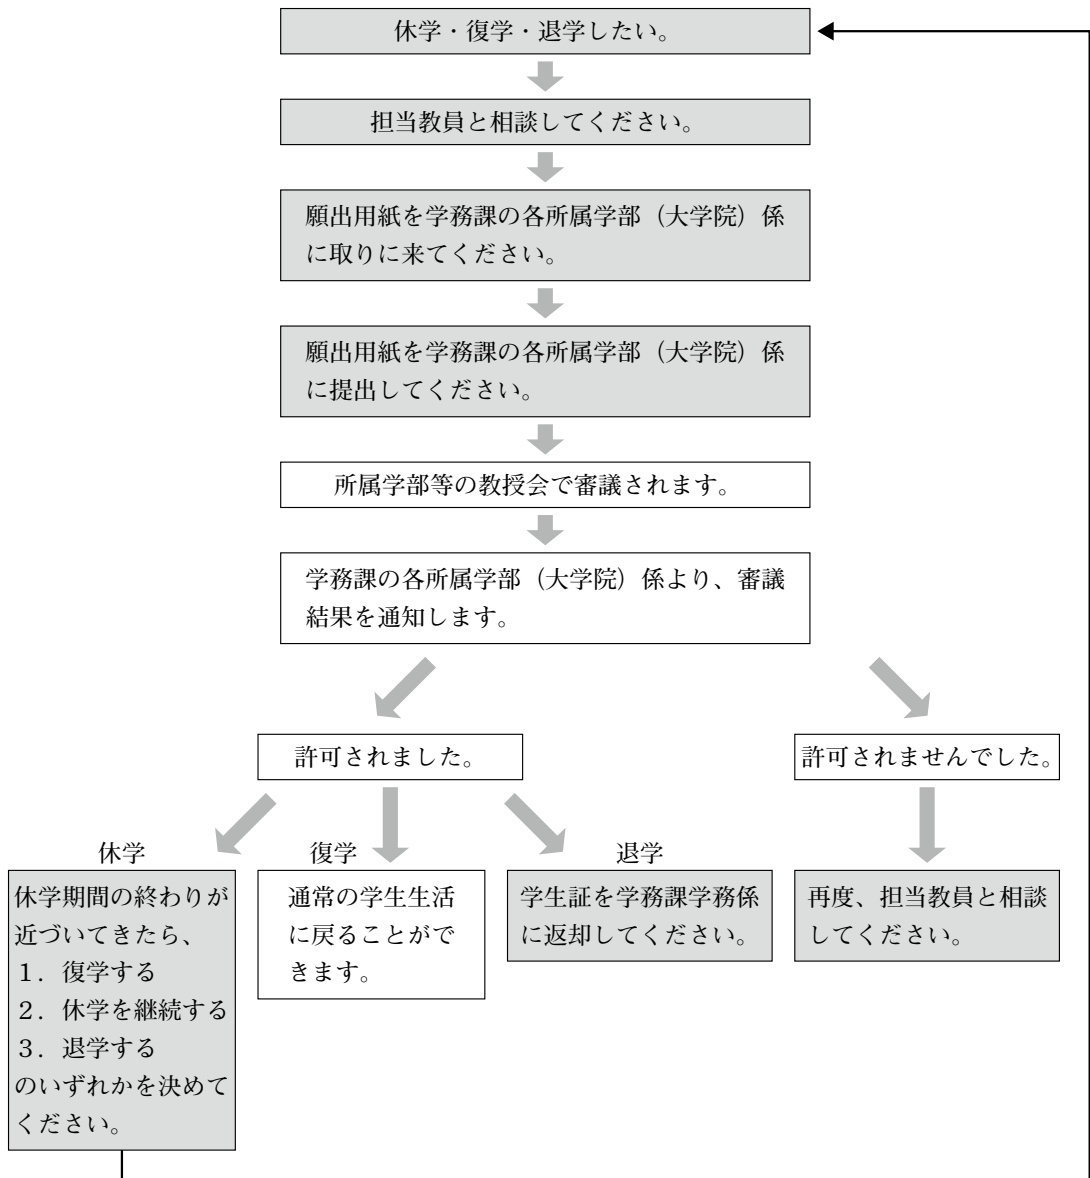 休学・復学・退学したい。
担当教員と相談してください。
願出用紙を学務課の各所属学部（大学院）係
に取りに来てください。
願出用紙を学務課の各所属学部（大学院）係
に提出してください。
所属学部等の教授会で審議されます。
学務課の各所属学部（大学院）係より、審議
結果を通知します。
許可されました。
許可されませんでした。
休学
休学期間の終わりが
近づいてきたら、
１．復学する
２．休学を継続する
３．退学する
のいずれかを決めて
ください。
復学
通常の学生生活
に戻ることがで
きます。
退学
学生証を学務課学務係
に返却してください。
再度、担当教員と相談
してください。